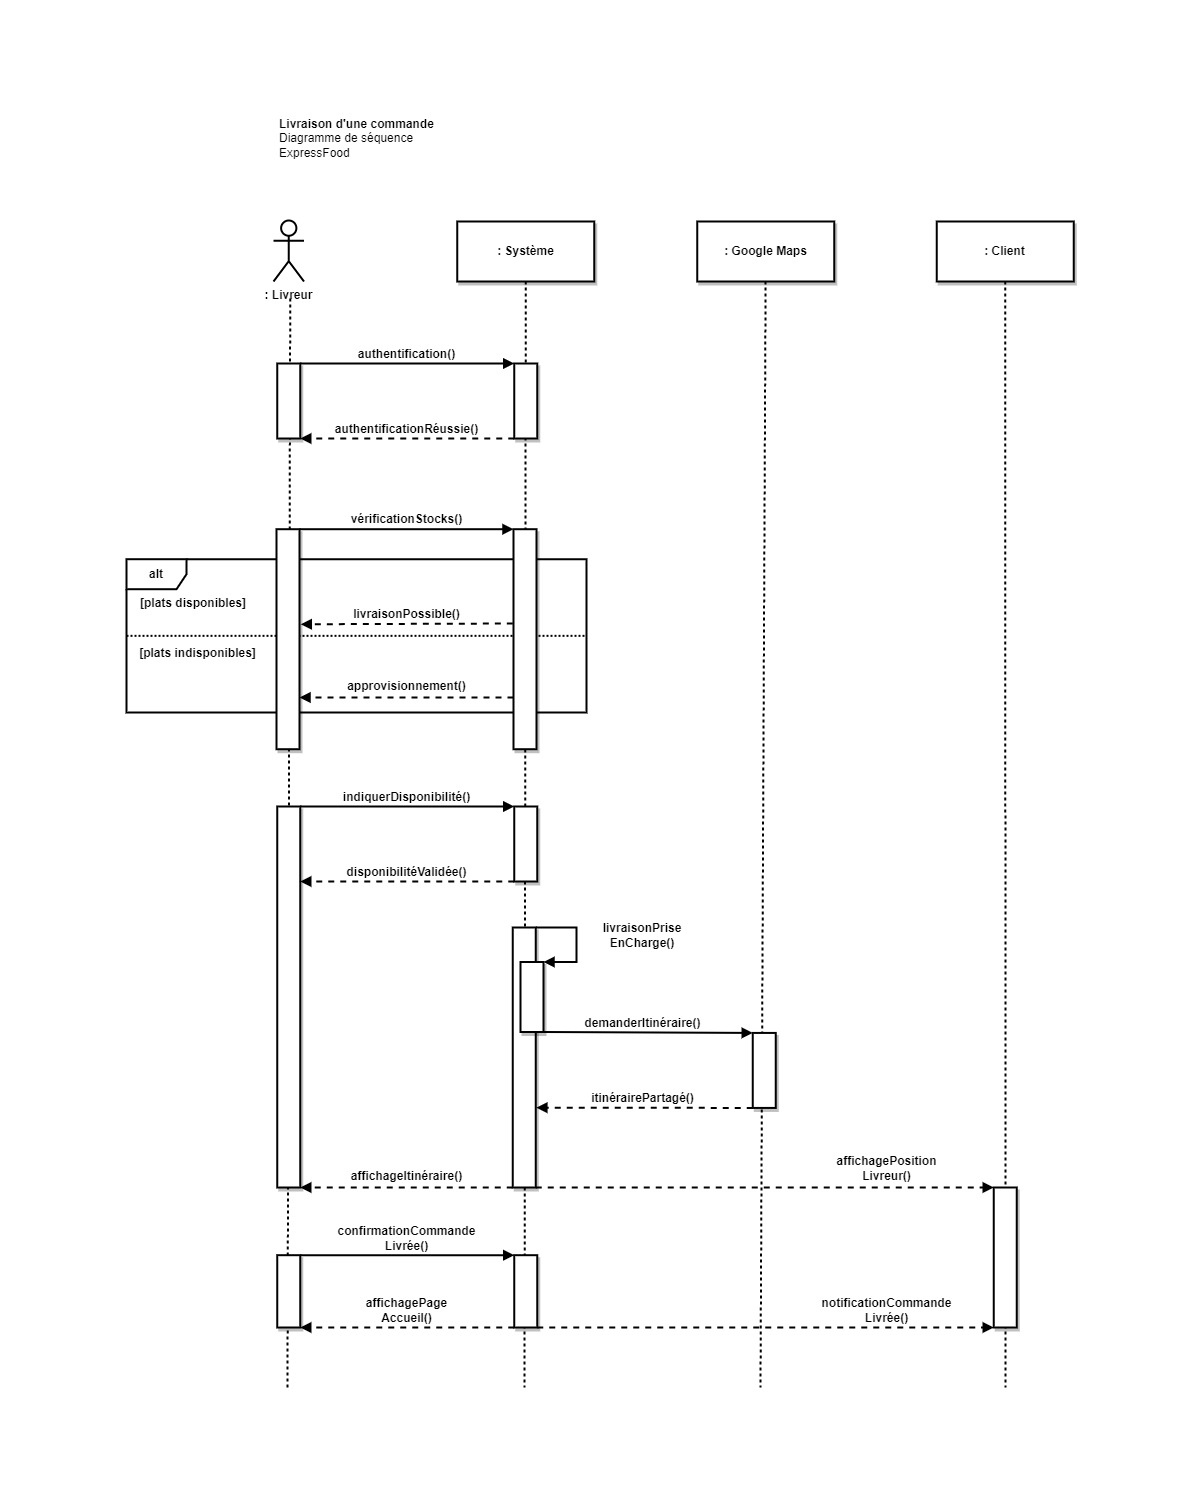 Livraison d'une commande
Diagramme de séquence
ExpressFood
: Livreur
: Système
: Google Maps
: Client
authentification()
authentificationRéussie()
vérificationStocks()
alt
[plats disponibles]
livraisonPossible()
[plats indisponibles]
approvisionnement()
indiquerDisponibilité()
disponibilitéValidée()
livraisonPrise
EnCharge()
demanderItinéraire()
itinérairePartagé()
affichageItinéraire()
affichagePosition
Livreur()
confirmationCommande
Livrée()
affichagePage
Accueil()
notificationCommande
Livrée()